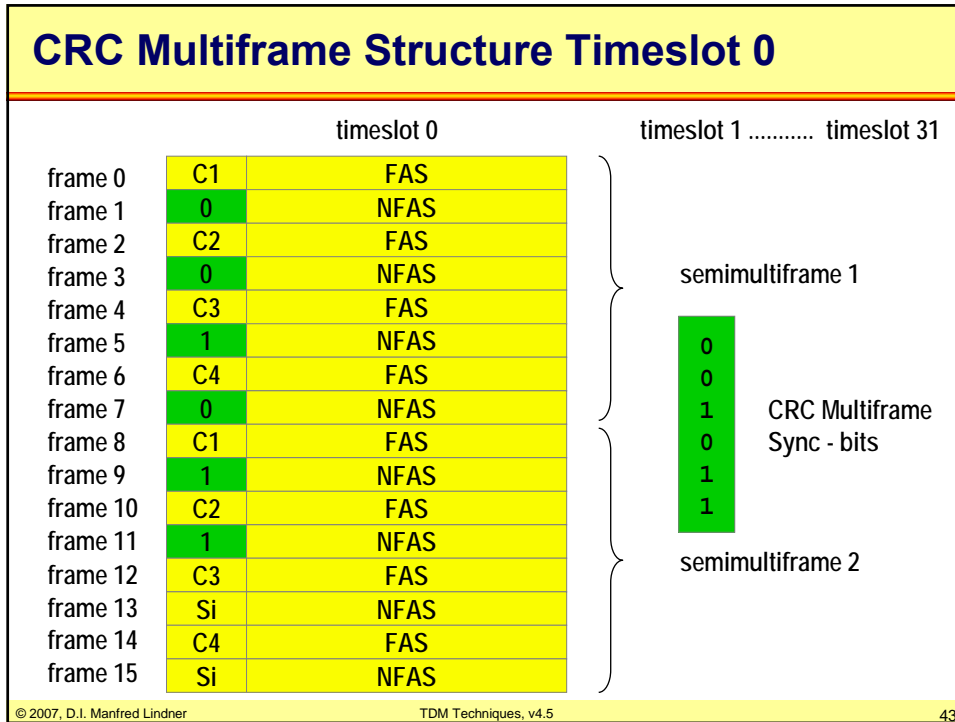 CRC Multiframe Structure Timeslot 0
timeslot 0 timeslot 1 ........... timeslot 31
frame 0 C1 FAS
frame 1 0 NFAS
frame 2 C2 FAS
frame 3 0 NFAS
semimultiframe 1
frame 4 C3 FAS
frame 5 1 NFAS
0
frame 6 C4 FAS
0
frame 7 0 NFAS
1 CRC Multiframe
frame 8 C1 FAS
0 Sync - bits
frame 9 1 NFAS
1
frame 10 C2 FAS
1
frame 11 1 NFAS
semimultiframe 2
frame 12 C3 FAS
frame 13 Si NFAS
frame 14 C4 FAS
frame 15 Si NFAS
© 2007, D.I. Manfred Lindner TDM Techniques, v4.5 43